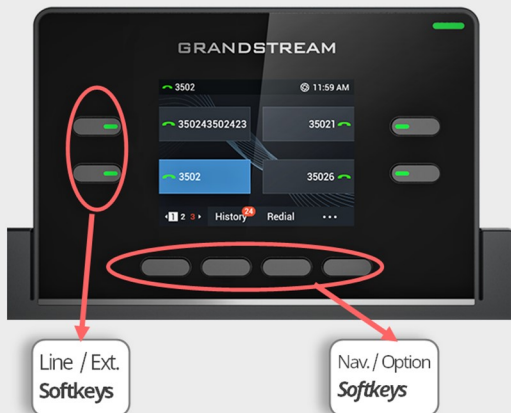 GRANDSTREAM
3502 11:59 AM
350243502423 35021
3502 35026
24
1 2 3 History Redial ...
Line / Ext. Nav. / Option
Softkeys Softkeys